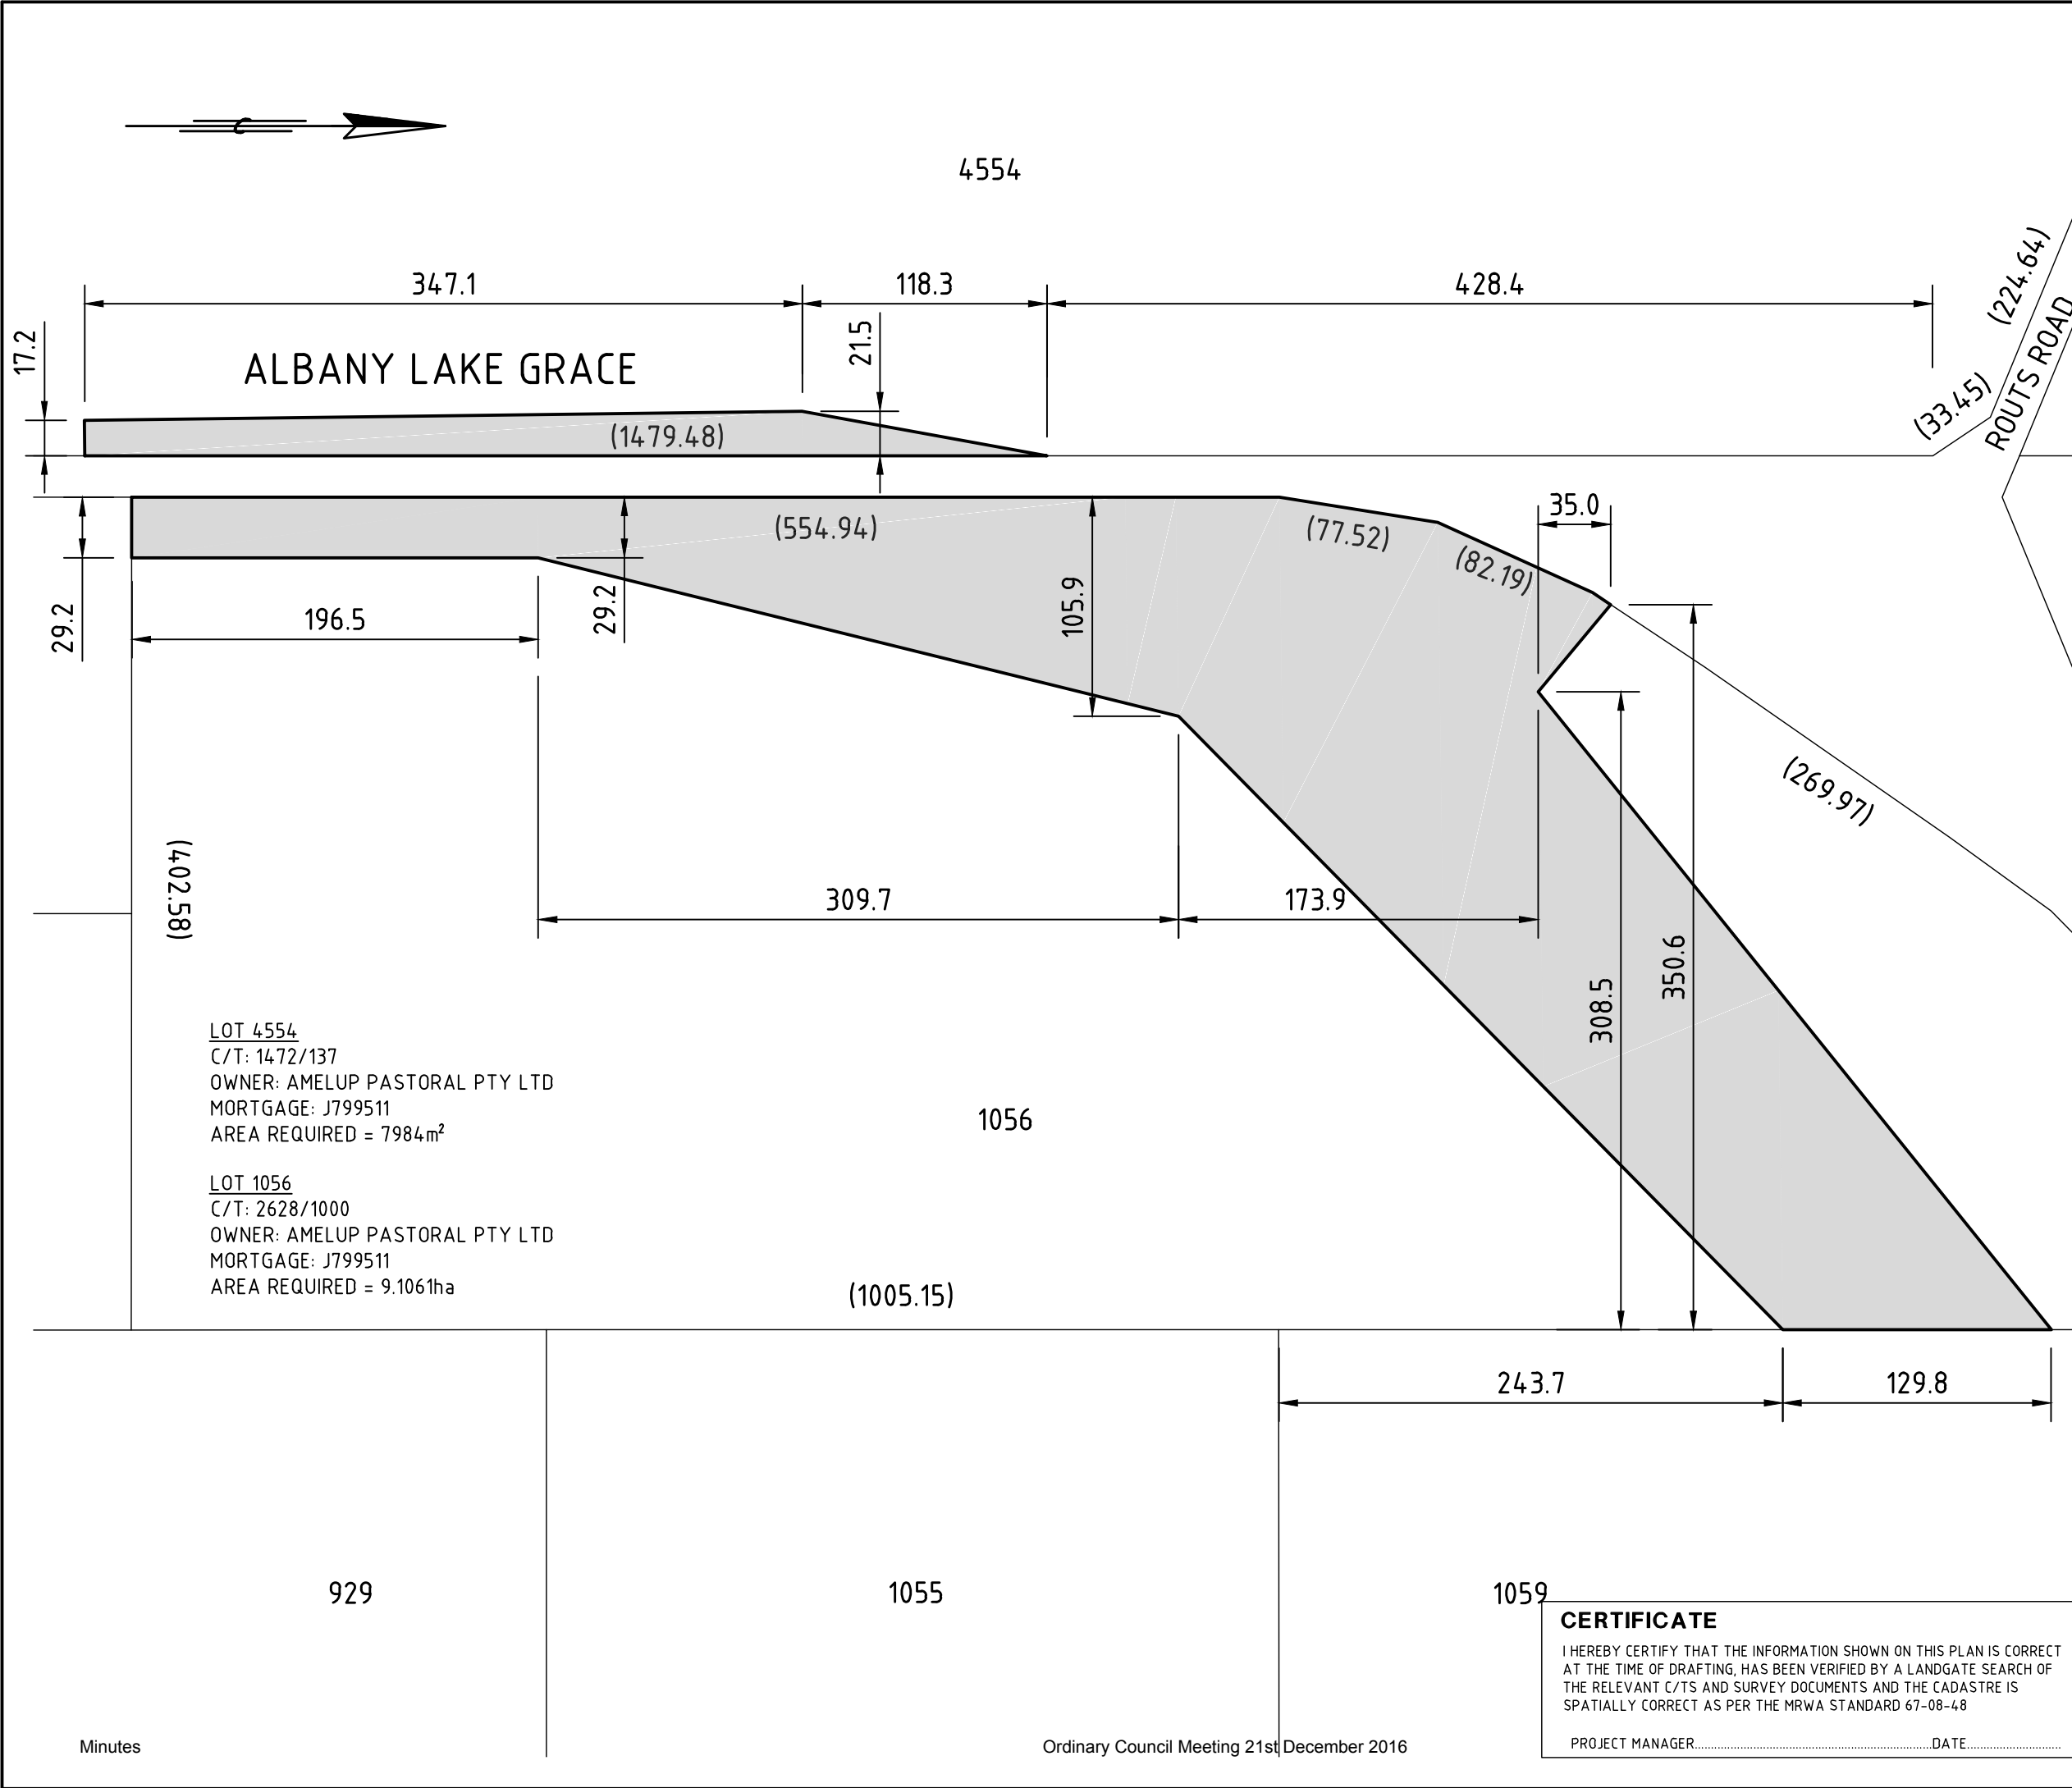 4554
(224.64)
ROUTS ROAD
(33.45)
347.1
118.3
428.4
17.2
21.5
ALBANY LAKE GRACE
(1479.48)
(554.94)
(77.52)
(82.19)
35.0
29.2
29.2
105.9
196.5
(269.97)
(402.58)
309.7
173.9
350.6
308.5
LOT 4554
C/T: 1472/137
OWNER: AMELUP PASTORAL PTY LTD
MORTGAGE: J799511
AREA REQUIRED = 7984m²
1056
LOT 1056
C/T: 2628/1000
OWNER: AMELUP PASTORAL PTY LTD
MORTGAGE: J799511
AREA REQUIRED = 9.1061ha
(1005.15)
243.7
129.8
929
1055
1059
CERTIFICATE
I HEREBY CERTIFY THAT THE INFORMATION SHOWN ON THIS PLAN IS CORRECT
AT THE TIME OF DRAFTING, HAS BEEN VERIFIED BY A LANDGATE SEARCH OF
THE RELEVANT C/TS AND SURVEY DOCUMENTS AND THE CADASTRE IS
SPATIALLY CORRECT AS PER THE MRWA STANDARD 67-08-48
PROJECT MANAGER..........DATE..........
Minutes
Ordinary Council Meeting 21st December 2016